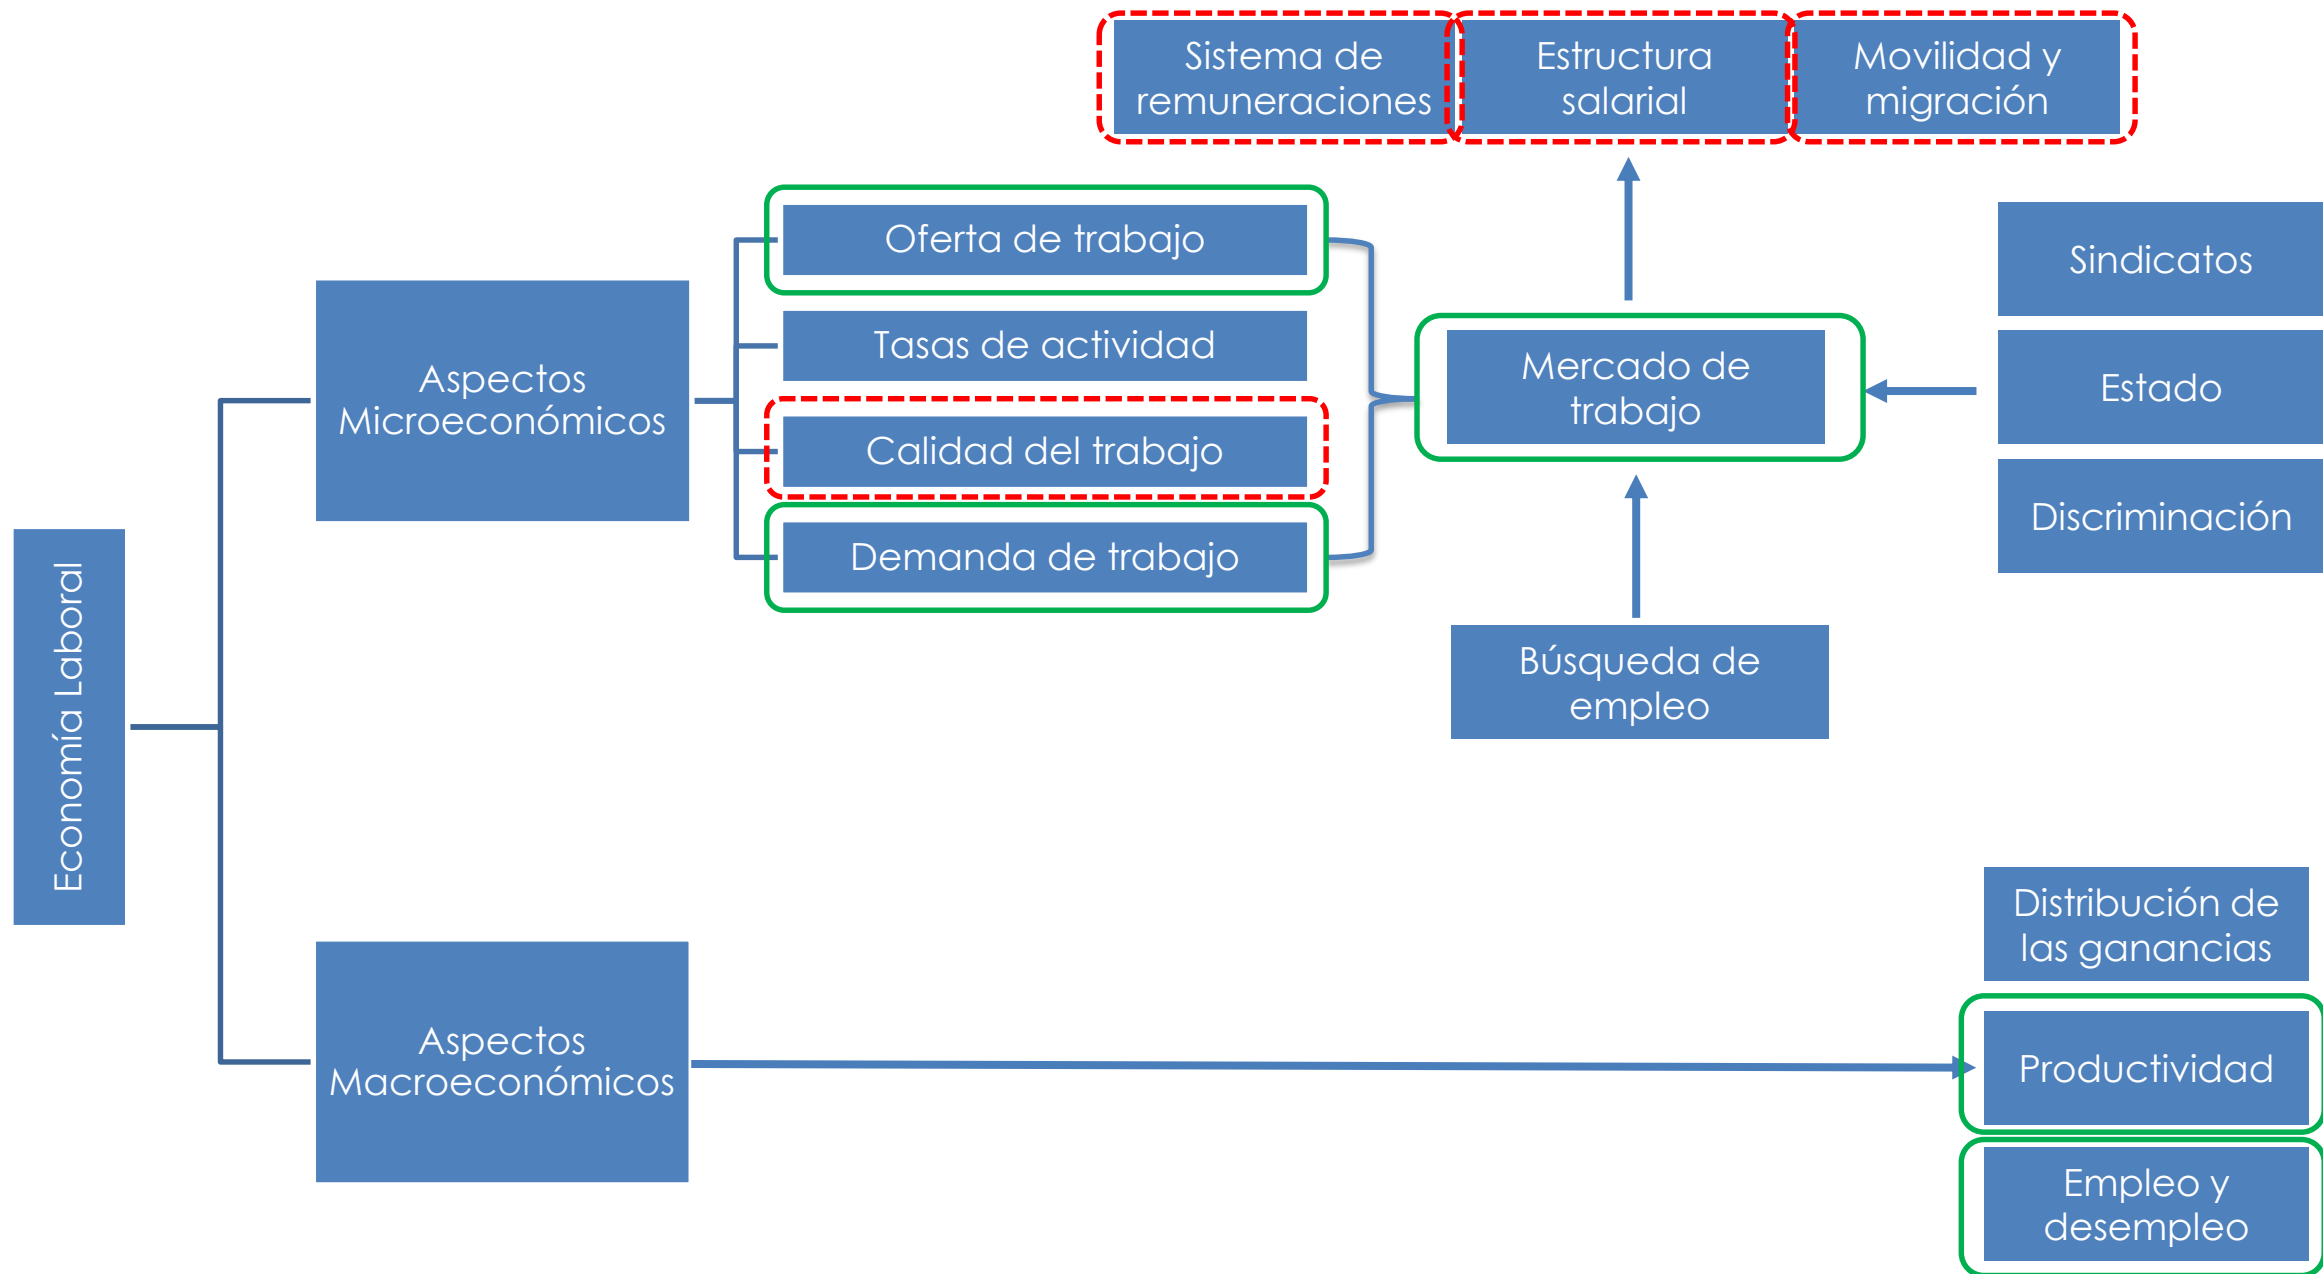 Sistema de
remuneraciones
Estructura
salarial
Movilidad y
migración
Oferta de trabajo
Tasas de actividad
Calidad del trabajo
Demanda de trabajo
Aspectos
Microeconómicos
Mercado de
trabajo
Sindicatos
Estado
Discriminación
Búsqueda de
empleo
Economía Laboral
Aspectos
Macroeconómicos
Distribución de
las ganancias
Productividad
Empleo y
desempleo